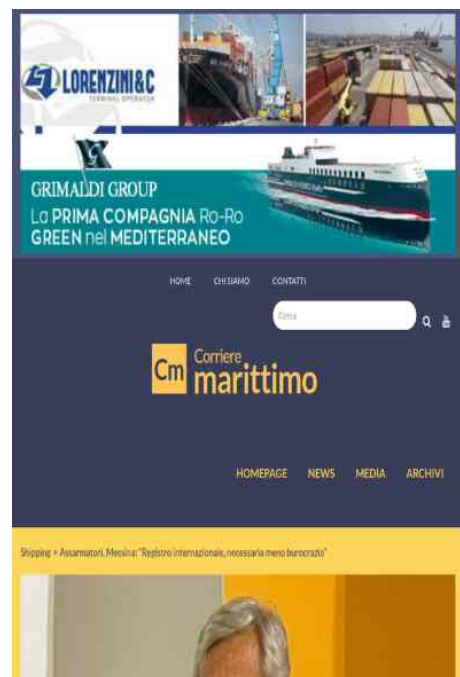 LORENZINI&C
TERMINAL OPERATOR
GRIMALDI GROUP
La PRIMA COMPAGNIA Ro-Ro
GREEN nel MEDITERRANEO
HOME CHI SIAMO CONTATTI
Cerca
Cm Corriere
marittimo
HOMEPAGE NEWS MEDIA ARCHIVI
Shipping > Assarmatori, Messina: "Registro internazionale, necessaria meno burocrazia"